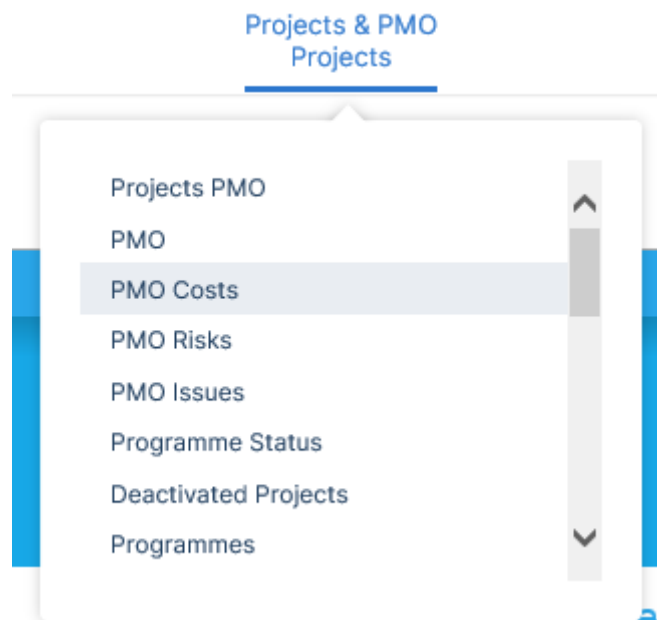 Projects & PMO
Projects
Projects PMO
PMO
PMO Costs
PMO Risks
PMO Issues
Programme Status
Deactivated Projects
Programmes